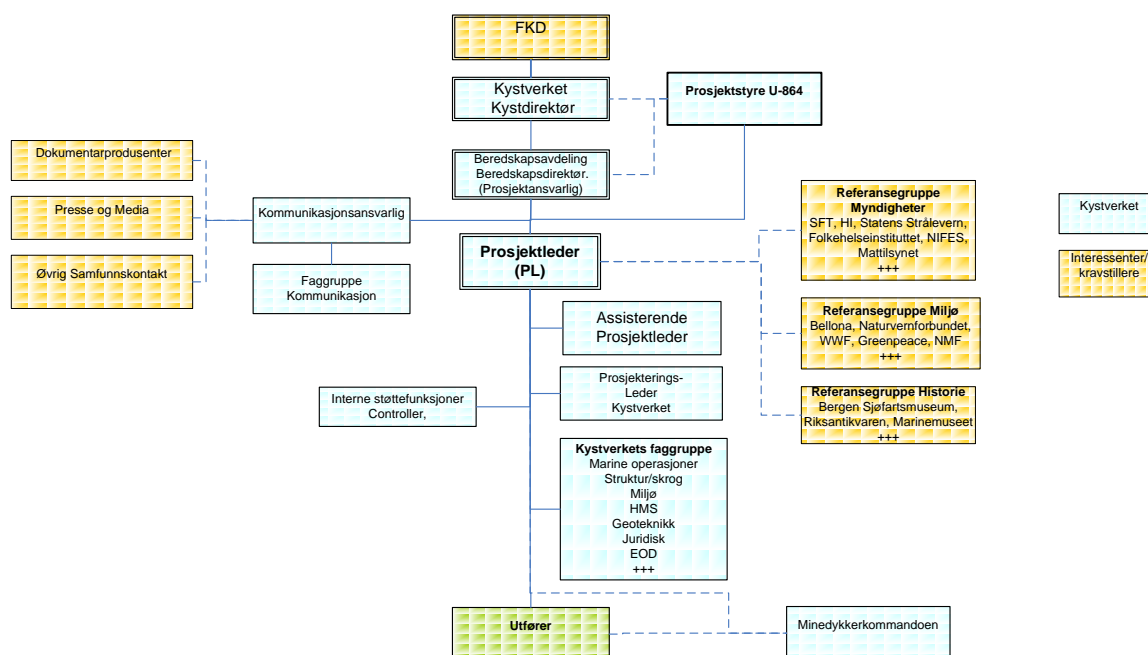 FKD
Kystverket
Kystdirektør
Prosjektstyre U-864
Beredskapsavdeling
Beredskapsdirektør.
(Prosjektansvarlig)
Dokumentarprodusenter
Presse og Media
Øvrig Samfunnskontakt
Kommunikasjonsansvarlig
Faggruppe
Kommunikasjon
Prosjektleder
(PL)
Referansegruppe
Myndigheter
SFT, HI, Statens Strålevern,
Folkehelseinstituttet, NIFES,
Mattilsynet
+++
Kystverket
Interessenter/
kravstillere
Assisterende
Prosjektleder
Referansegruppe Miljø
Bellona, Naturvernforbundet,
WWF, Greenpeace, NMF
+++
Interne støttefunksjoner
Controller,
Prosjekterings-
Leder
Kystverket
Referansegruppe Historie
Bergen Sjøfartsmuseum,
Riksantikvaren, Marinemuseet
+++
Kystverkets faggruppe
Marine operasjoner
Struktur/skrog
Miljø
HMS
Geoteknikk
Juridisk
EOD
+++
Utfører
Minedykkerkommandoen